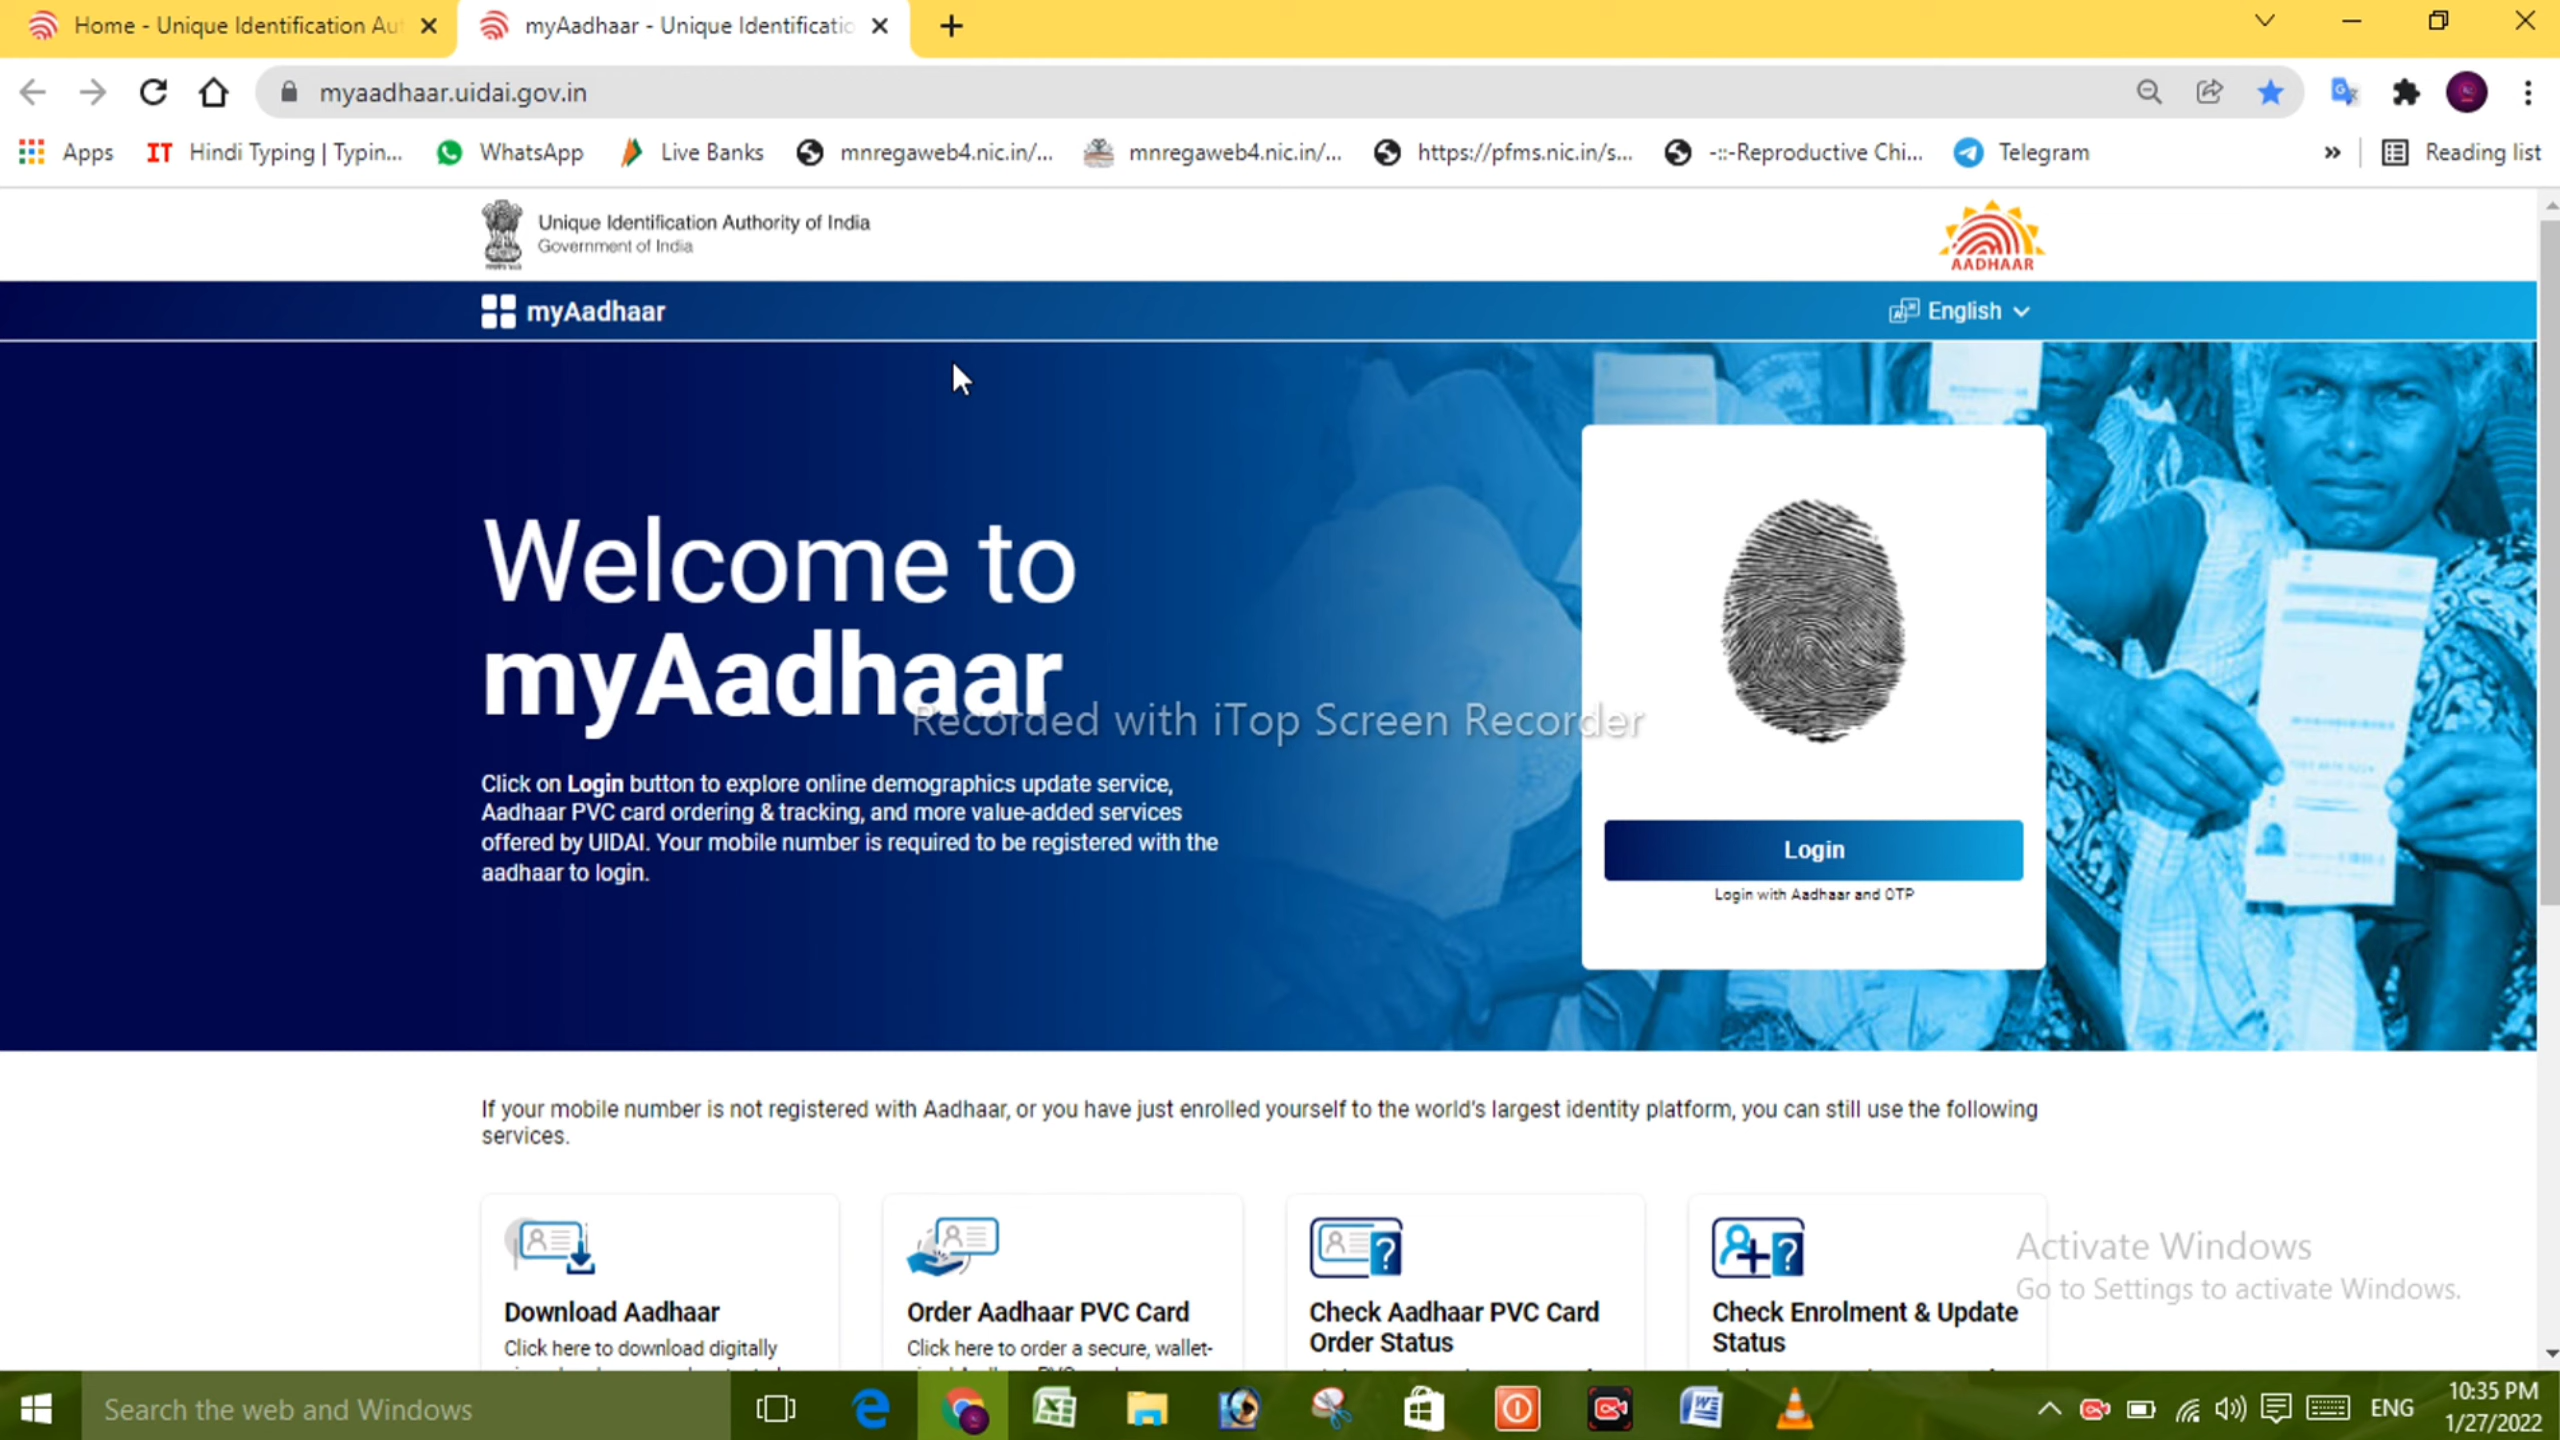 Home - Unique Identification Aut
myAadhaar - Unique Identificatio
myaadhaar.uidai.gov.in
Apps
IT Hindi Typing | Typin...
WhatsApp
Live Banks
mnregaweb4.nic.in/...
mnregaweb4.nic.in/...
https://pfms.nic.in/s...
-::-Reproductive Chi...
Telegram
»
Reading list
Unique Identification Authority of India
Government of India
AADHAAR
myAadhaar
English
Welcome to
myAadhaar
Recorded with iTop Screen Recorder
Click on Login button to explore online demographics update service,
Aadhaar PVC card ordering & tracking, and more value-added services
offered by UIDAI. Your mobile number is required to be registered with the
aadhaar to login.
Login
Login with Aadhaar and OTP
If your mobile number is not registered with Aadhaar, or you have just enrolled yourself to the world's largest identity platform, you can still use the following
services.
Download Aadhaar
Click here to download digitally
Order Aadhaar PVC Card
Click here to order a secure, wallet-
Check Aadhaar PVC Card
Order Status
Check Enrolment & Update
Status
Activate Windows
Go to Settings to activate Windows.
Search the web and Windows
ENG
10:35 PM
1/27/2022